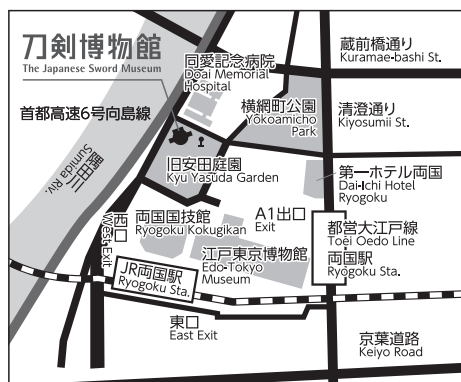 刀剣博物館
The Japanese Sword Museum
首都高速6号向島線
同愛記念病院
Doai Memorial
Hospital
蔵前橋通り
Kuramae-bashi St.
横網町公園
Yokoamicho
Park
清澄通り
Kiyosumii St.
隅田川
Sumida Riv.
旧安田庭園
Kyu Yasuda Garden
第一ホテル両国
Dai-Ichi Hotel
Ryogoku
西口
West Exit
両国国技館
Ryogoku Kokugikan
A1出口
Exit
都営大江戸線
Toei Oedo Line
両国駅
Ryogoku Sta.
江戸東京博物館
Edo-Tokyo
Museum
JR両国駅
Ryogoku Sta.
東口
East Exit
京葉道路
Keiyo Road